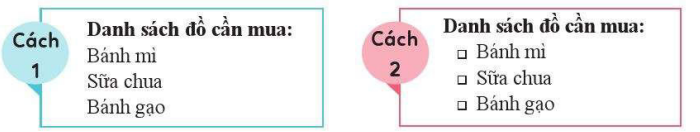 Cách
1
Danh sách đồ cần mua:
Bánh mì
Sữa chua
Bánh gạo
Cách
2
Danh sách đồ cần mua:
□ Bánh mì
□ Sữa chua
□ Bánh gạo